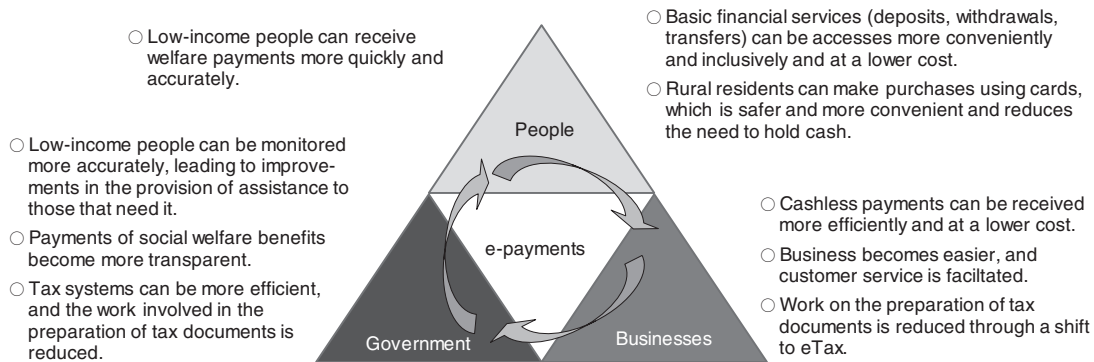 ○ Low-income people can receive
welfare payments more quickly and
accurately.
○ Basic financial services (deposits, withdrawals,
transfers) can be accesses more conveniently
and inclusively and at a lower cost.
○ Rural residents can make purchases using cards,
which is safer and more convenient and reduces
the need to hold cash.
People
○ Low-income people can be monitored
more accurately, leading to improve-
ments in the provision of assistance to
those that need it.
○ Payments of social welfare benefits
become more transparent.
○ Tax systems can be more efficient,
and the work involved in the
preparation of tax documents is
reduced.
e-payments
○ Cashless payments can be received
more efficiently and at a lower cost.
○ Business becomes easier, and
customer service is faciltated.
○ Work on the preparation of tax
documents is reduced through a shift
to eTax.
Government
Businesses